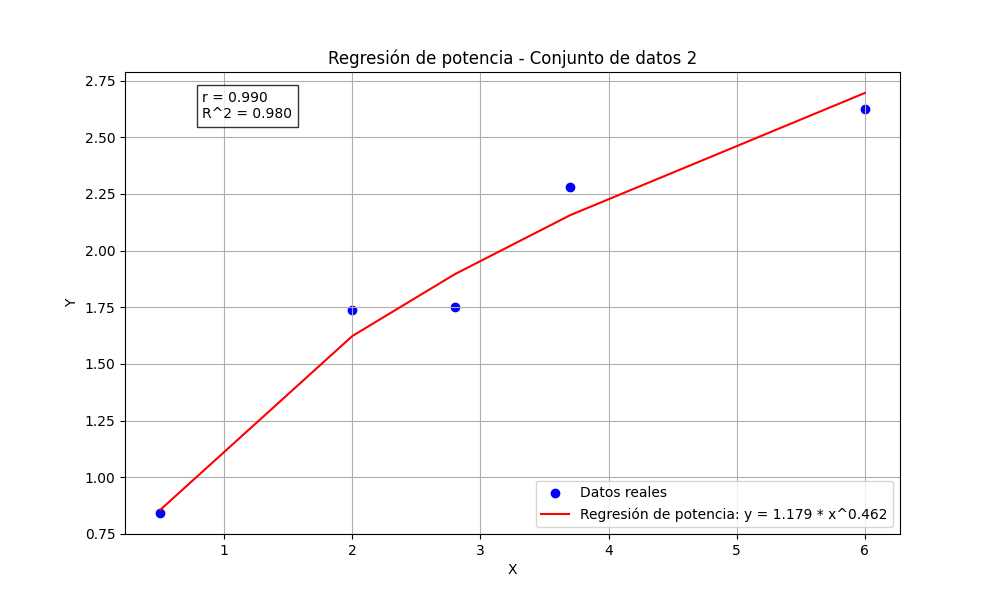 Regresión de potencia - Conjunto de datos 2
r = 0.990
R^2 = 0.980
2.75
2.50
2.25
2.00
1.75
1.50
1.25
1.00
0.75
Y
1 2 3 4 5 6
X
Datos reales
Regresión de potencia: y = 1.179 * x^0.462